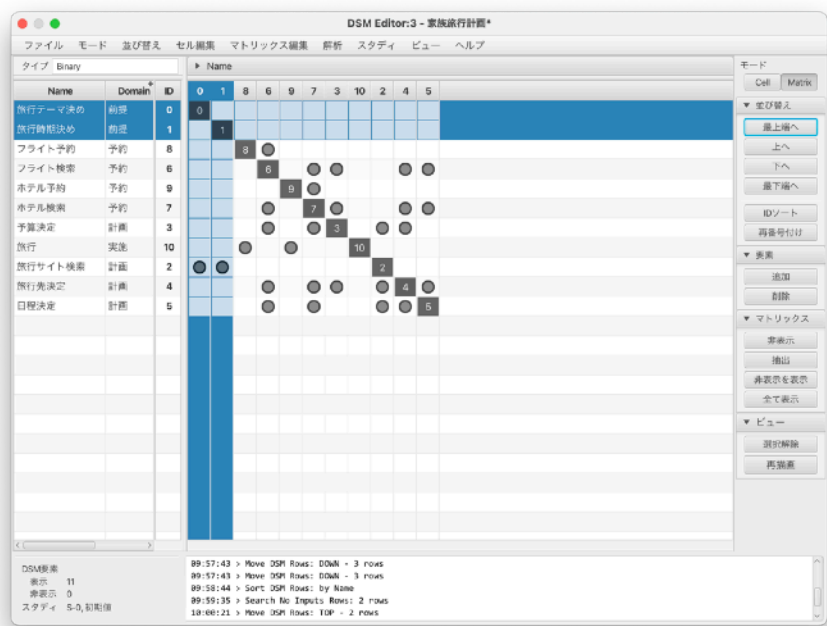 DSM Editor:3 - 家族旅行計画*
ファイル モード 並び替え セル編集 マトリックス編集 解析 スタディ ビュー ヘルプ
タイプ Binary
Name
モード
Cell Matrix
Name Domain ID 0 1 8 6 9 7 3 10 2 4 5
旅行テーマ決め 前提 0 0
旅行時期決め 前提 1 1
フライト予約 予約 8 8
フライト検索 予約 6 6
ホテル予約 予約 9 9
ホテル検索 予約 7 7
予算決定 計画 3 3
旅行 実施 10 10
旅行サイト検索 計画 2 2
旅行先決定 計画 4 4
日程決定 計画 5 5
並び替え
最上端へ
上へ
下へ
最下端へ
IDソート
再番号付け
要素
追加
削除
マトリックス
非表示
抽出
非表示を表示
全て表示
ビュー
選択解除
再描画
DSM要素
表示 11
非表示 0
スタディ S-0, 初期値
09:57:43 > Move DSM Rows: DOWN - 3 rows
09:57:43 > Move DSM Rows: DOWN - 3 rows
09:58:44 > Sort DSM Rows: by Name
09:59:35 > Search No Inputs Rows: 2 rows
10:00:21 > Move DSM Rows: TOP - 2 rows